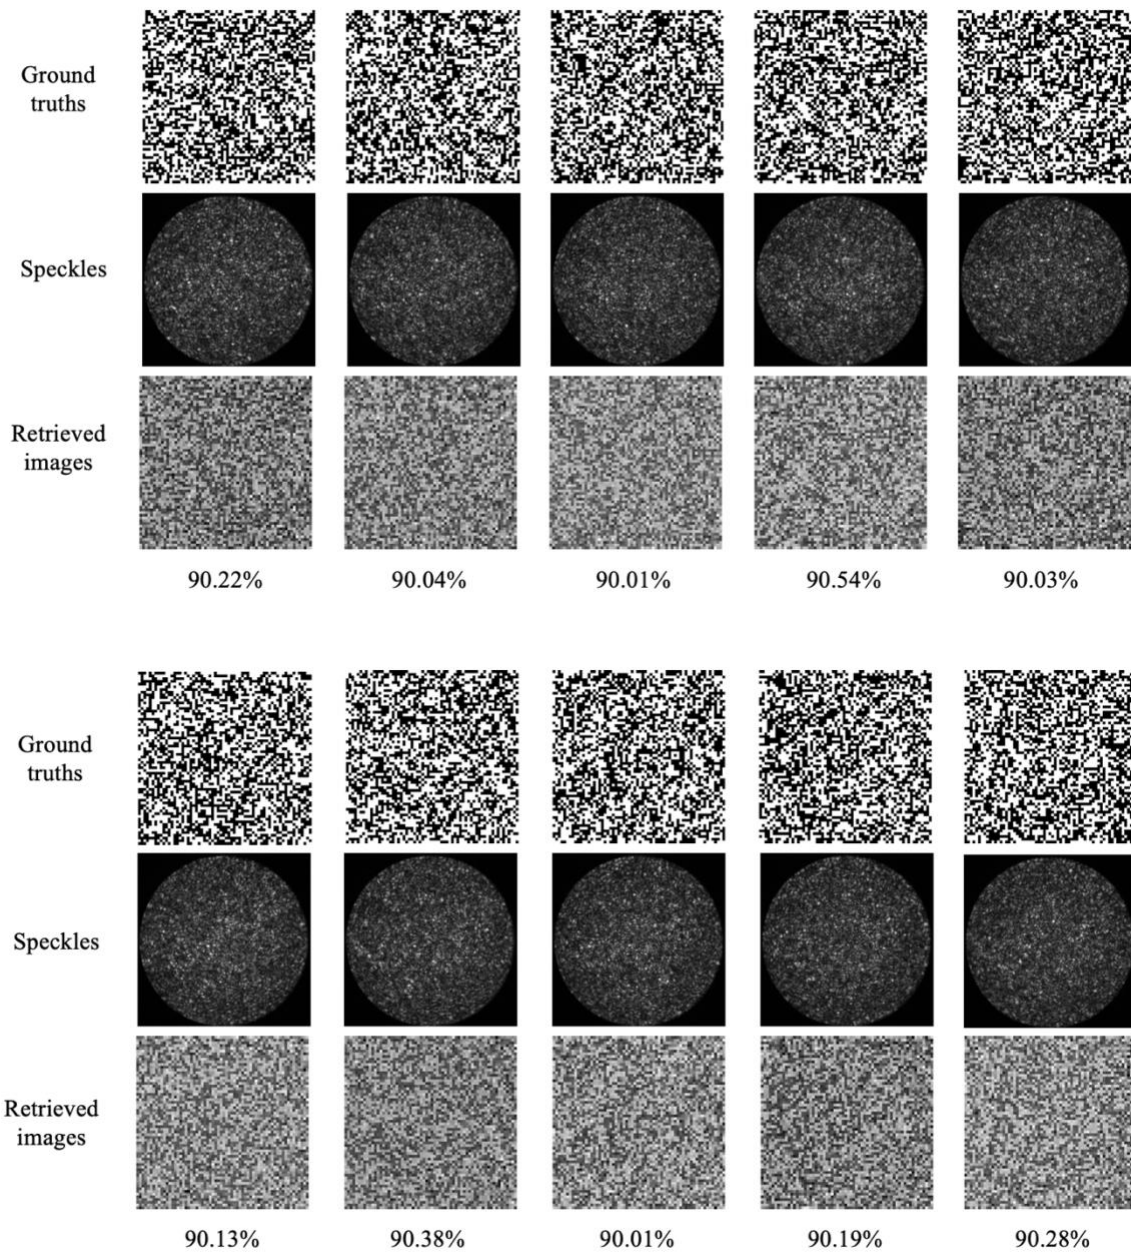 Ground
truths
Speckles
Retrieved
images
90.22% 90.04% 90.01% 90.54% 90.03%
Ground
truths
Speckles
Retrieved
images
90.13% 90.38% 90.01% 90.19% 90.28%